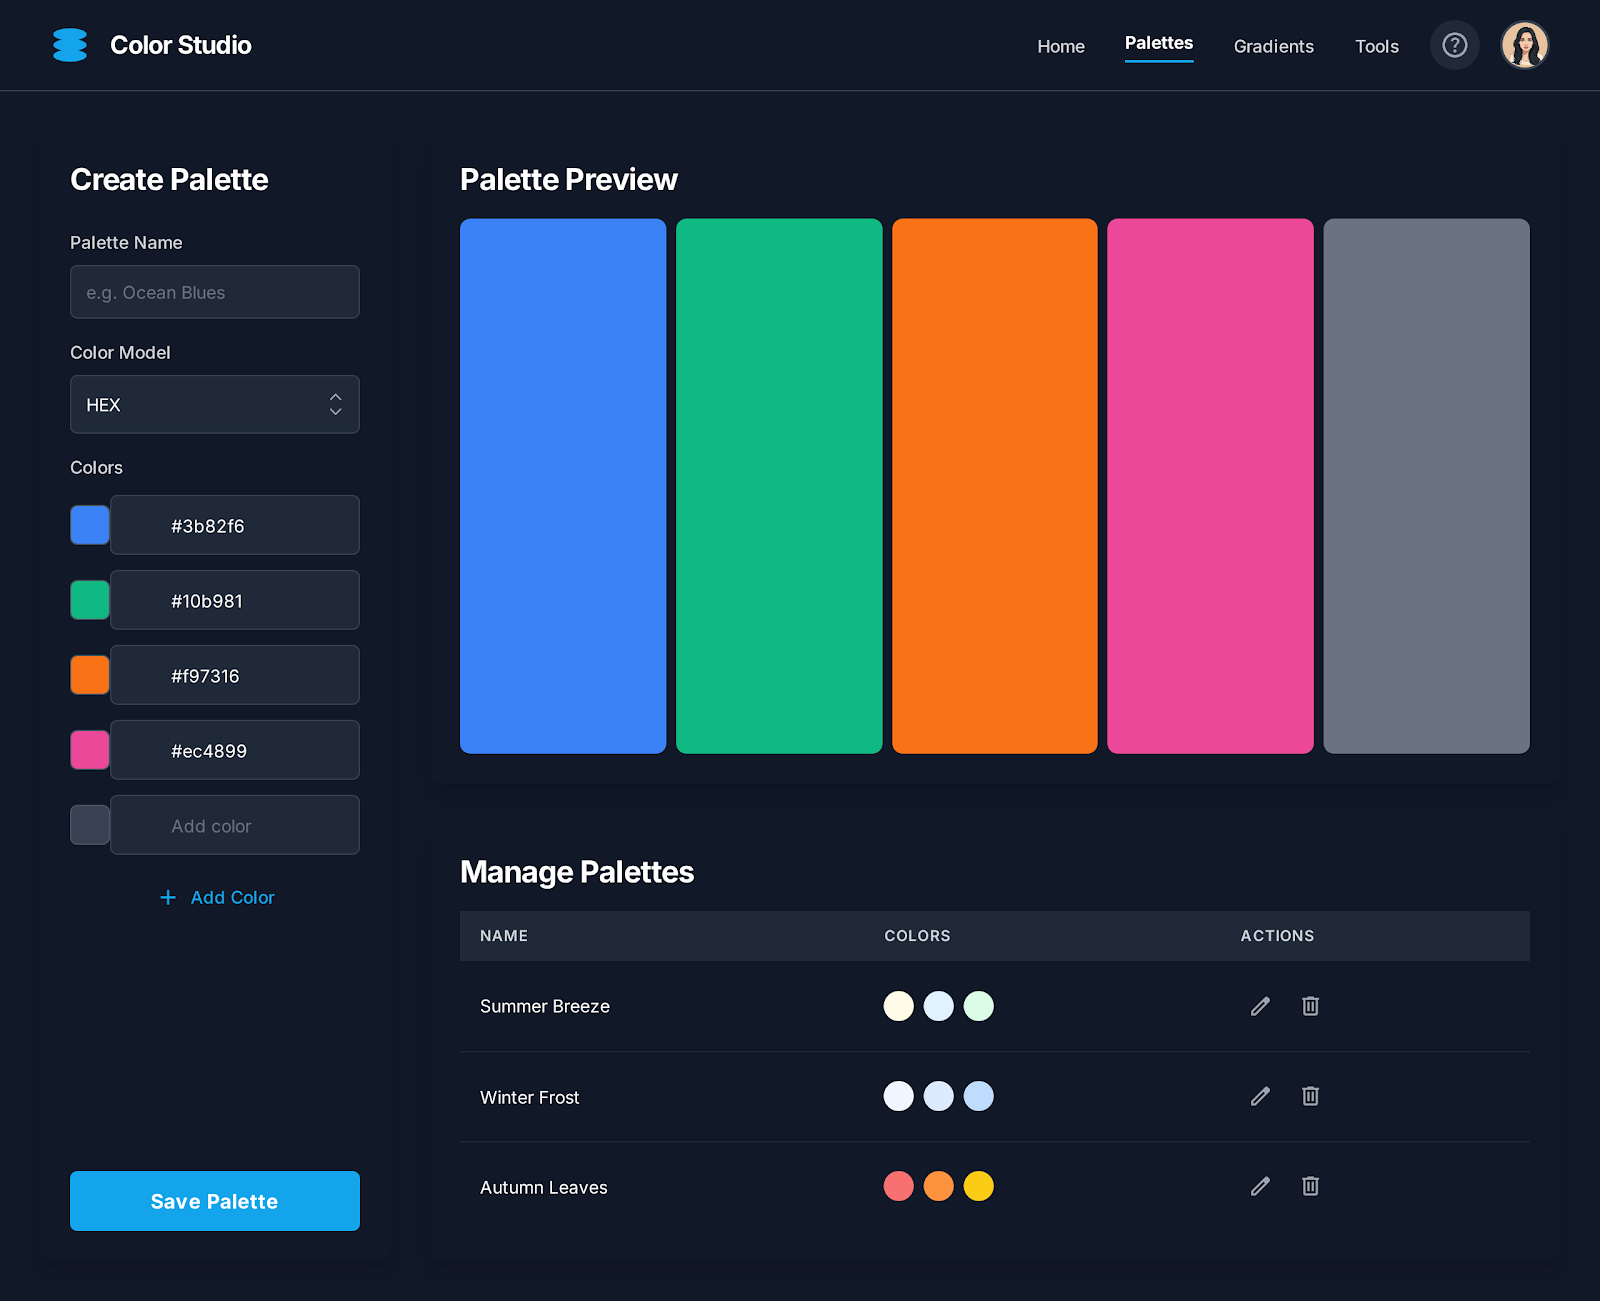 Color Studio
Home
Palettes
Gradients
Tools
Create Palette
Palette Name
e.g. Ocean Blues
Color Model
HEX
Colors
#3b82f6
#10b981
#f97316
#ec4899
Add color
+ Add Color
Save Palette
Palette Preview
Manage Palettes
NAME COLORS ACTIONS
Summer Breeze
Winter Frost
Autumn Leaves